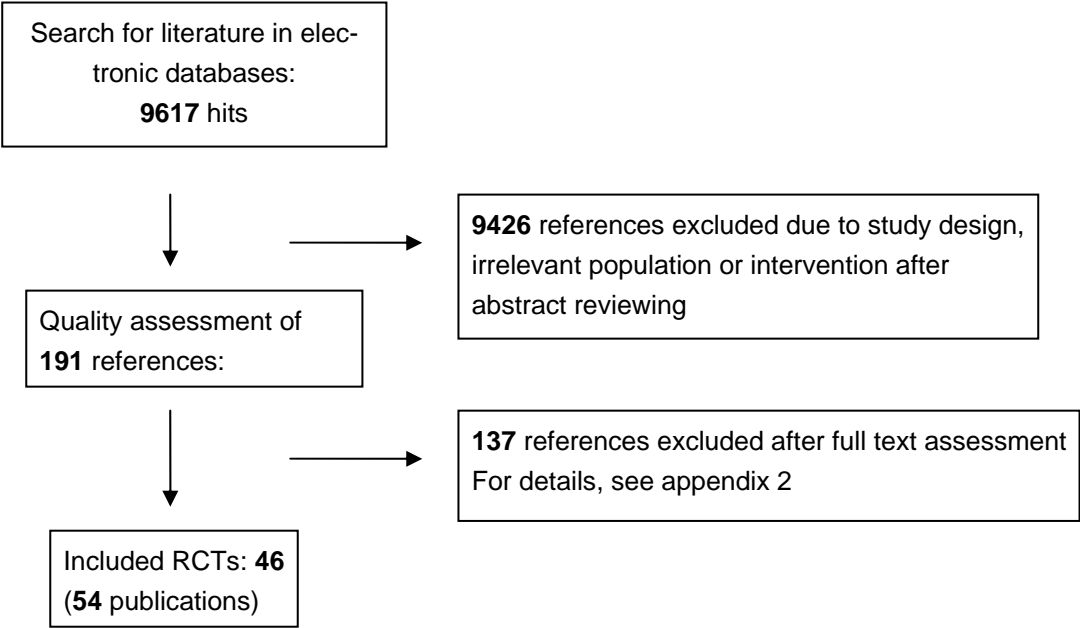 Search for literature in elec-
tronic databases:
9617 hits
9426 references excluded due to study design,
irrelevant population or intervention after
abstract reviewing
Quality assessment of
191 references:
137 references excluded after full text assessment
For details, see appendix 2
Included RCTs: 46
(54 publications)